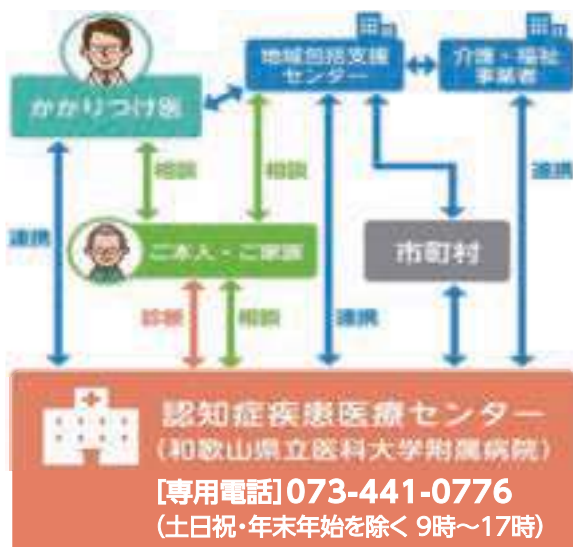 地域包括支援
センター
介護・福祉
事業者
かかりつけ医
相談
相談
連携
連携
ご本人・ご家族
市町村
診断
相談
連携
認知症疾患医療センター
(和歌山県立医科大学附属病院)
[専用電話]073-441-0776
(土日祝・年末年始を除く 9時～17時)